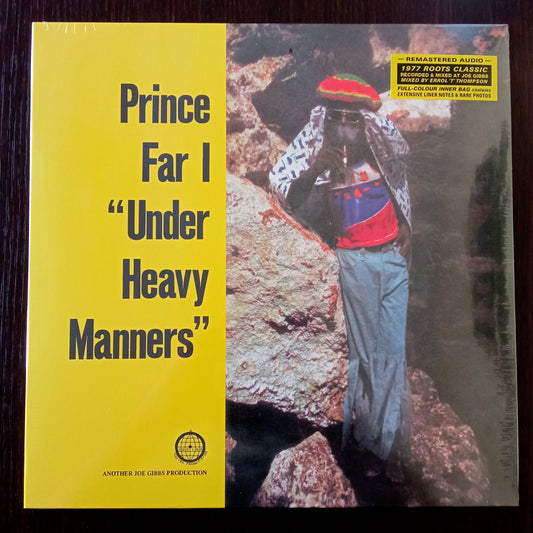 Prince
Far I
“Under
Heavy
Manners”
ANOTHER JOE GIBBS PRODUCTION
— REMASTERED AUDIO —
1977 ROOTS CLASSIC
RECORDED & MIXED AT JOE GIBBS
MIXED BY ERROL 'T' THOMPSON
FULL-COLOUR INNER BAG contains
EXTENSIVE LINER NOTES & RARE PHOTOS